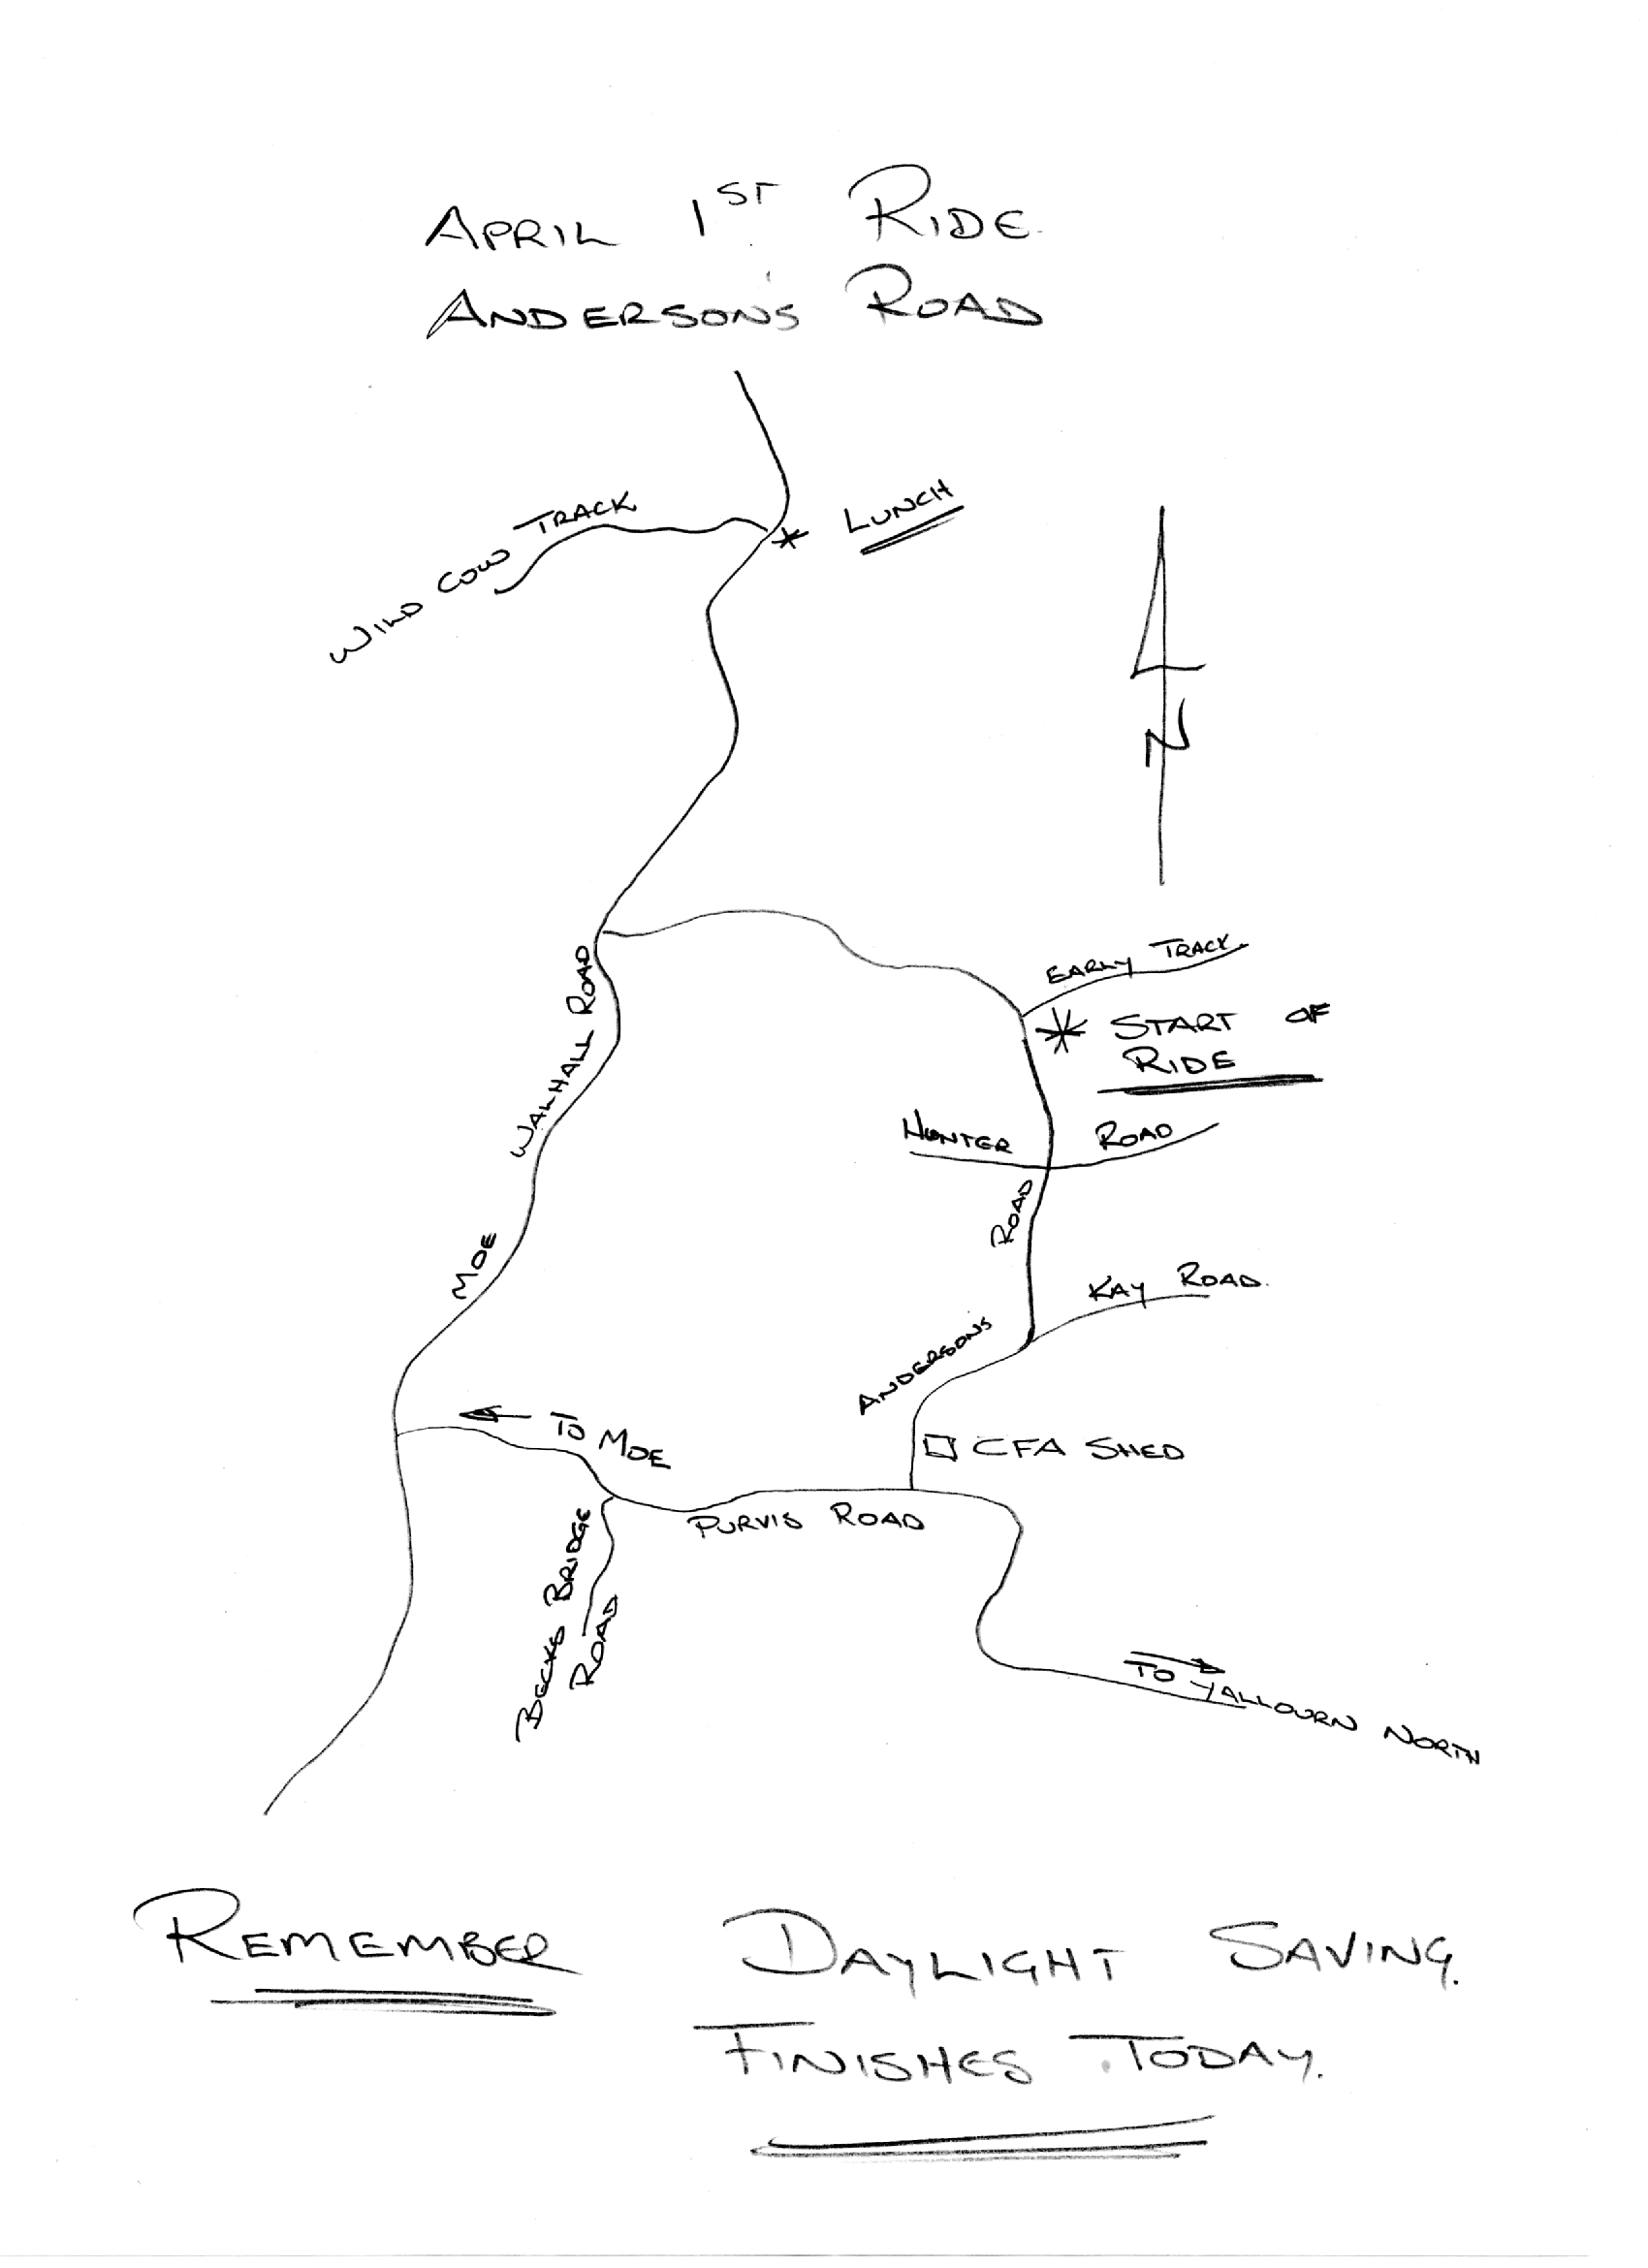 APRIL 1ST RIDE.
ANDERSONS ROAD
LUNCH
WILD COW TRACK
N
EARLY TRACK
START OF
RIDE
HUNTER ROAD
MOE WALHALL ROAD
KAY ROAD.
ANDERSONS ROAD
TO MOE
CFA SHED
PURVIS ROAD
BECKS BRIDGE
ROAD
TO YALLOURN NORTH
REMEMBER DAYLIGHT SAVING.
FINISHES TODAY.